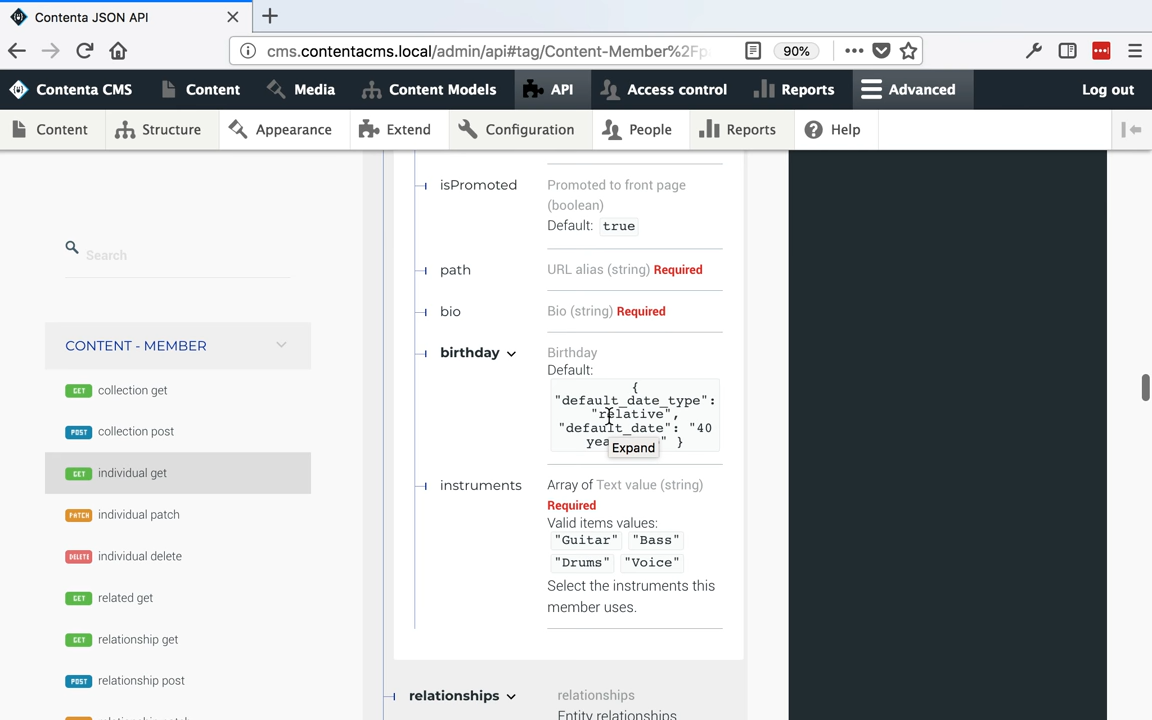 Contenta JSON API
cms.contentacms.local/admin/api#tag/Content-Member%2Fp
90%
Contenta CMS
Content
Media
Content Models
API
Access control
Reports
Advanced
Log out
Content
Structure
Appearance
Extend
Configuration
People
Reports
Help
Search
CONTENT - MEMBER
GET collection get
POST collection post
GET individual get
PATCH individual patch
DELETE individual delete
GET related get
GET relationship get
POST relationship post
isPromoted
Promoted to front page
(boolean)
Default: true
path
URL alias (string) Required
bio
Bio (string) Required
birthday
Birthday
Default:
{
"default_date_type":
"relative",
"default_date": "40
" }
Expand
instruments
Array of Text value (string)
Required
Valid items values:
"Guitar" "Bass"
"Drums" "Voice"
Select the instruments this
member uses.
relationships
relationships
Entity relationships